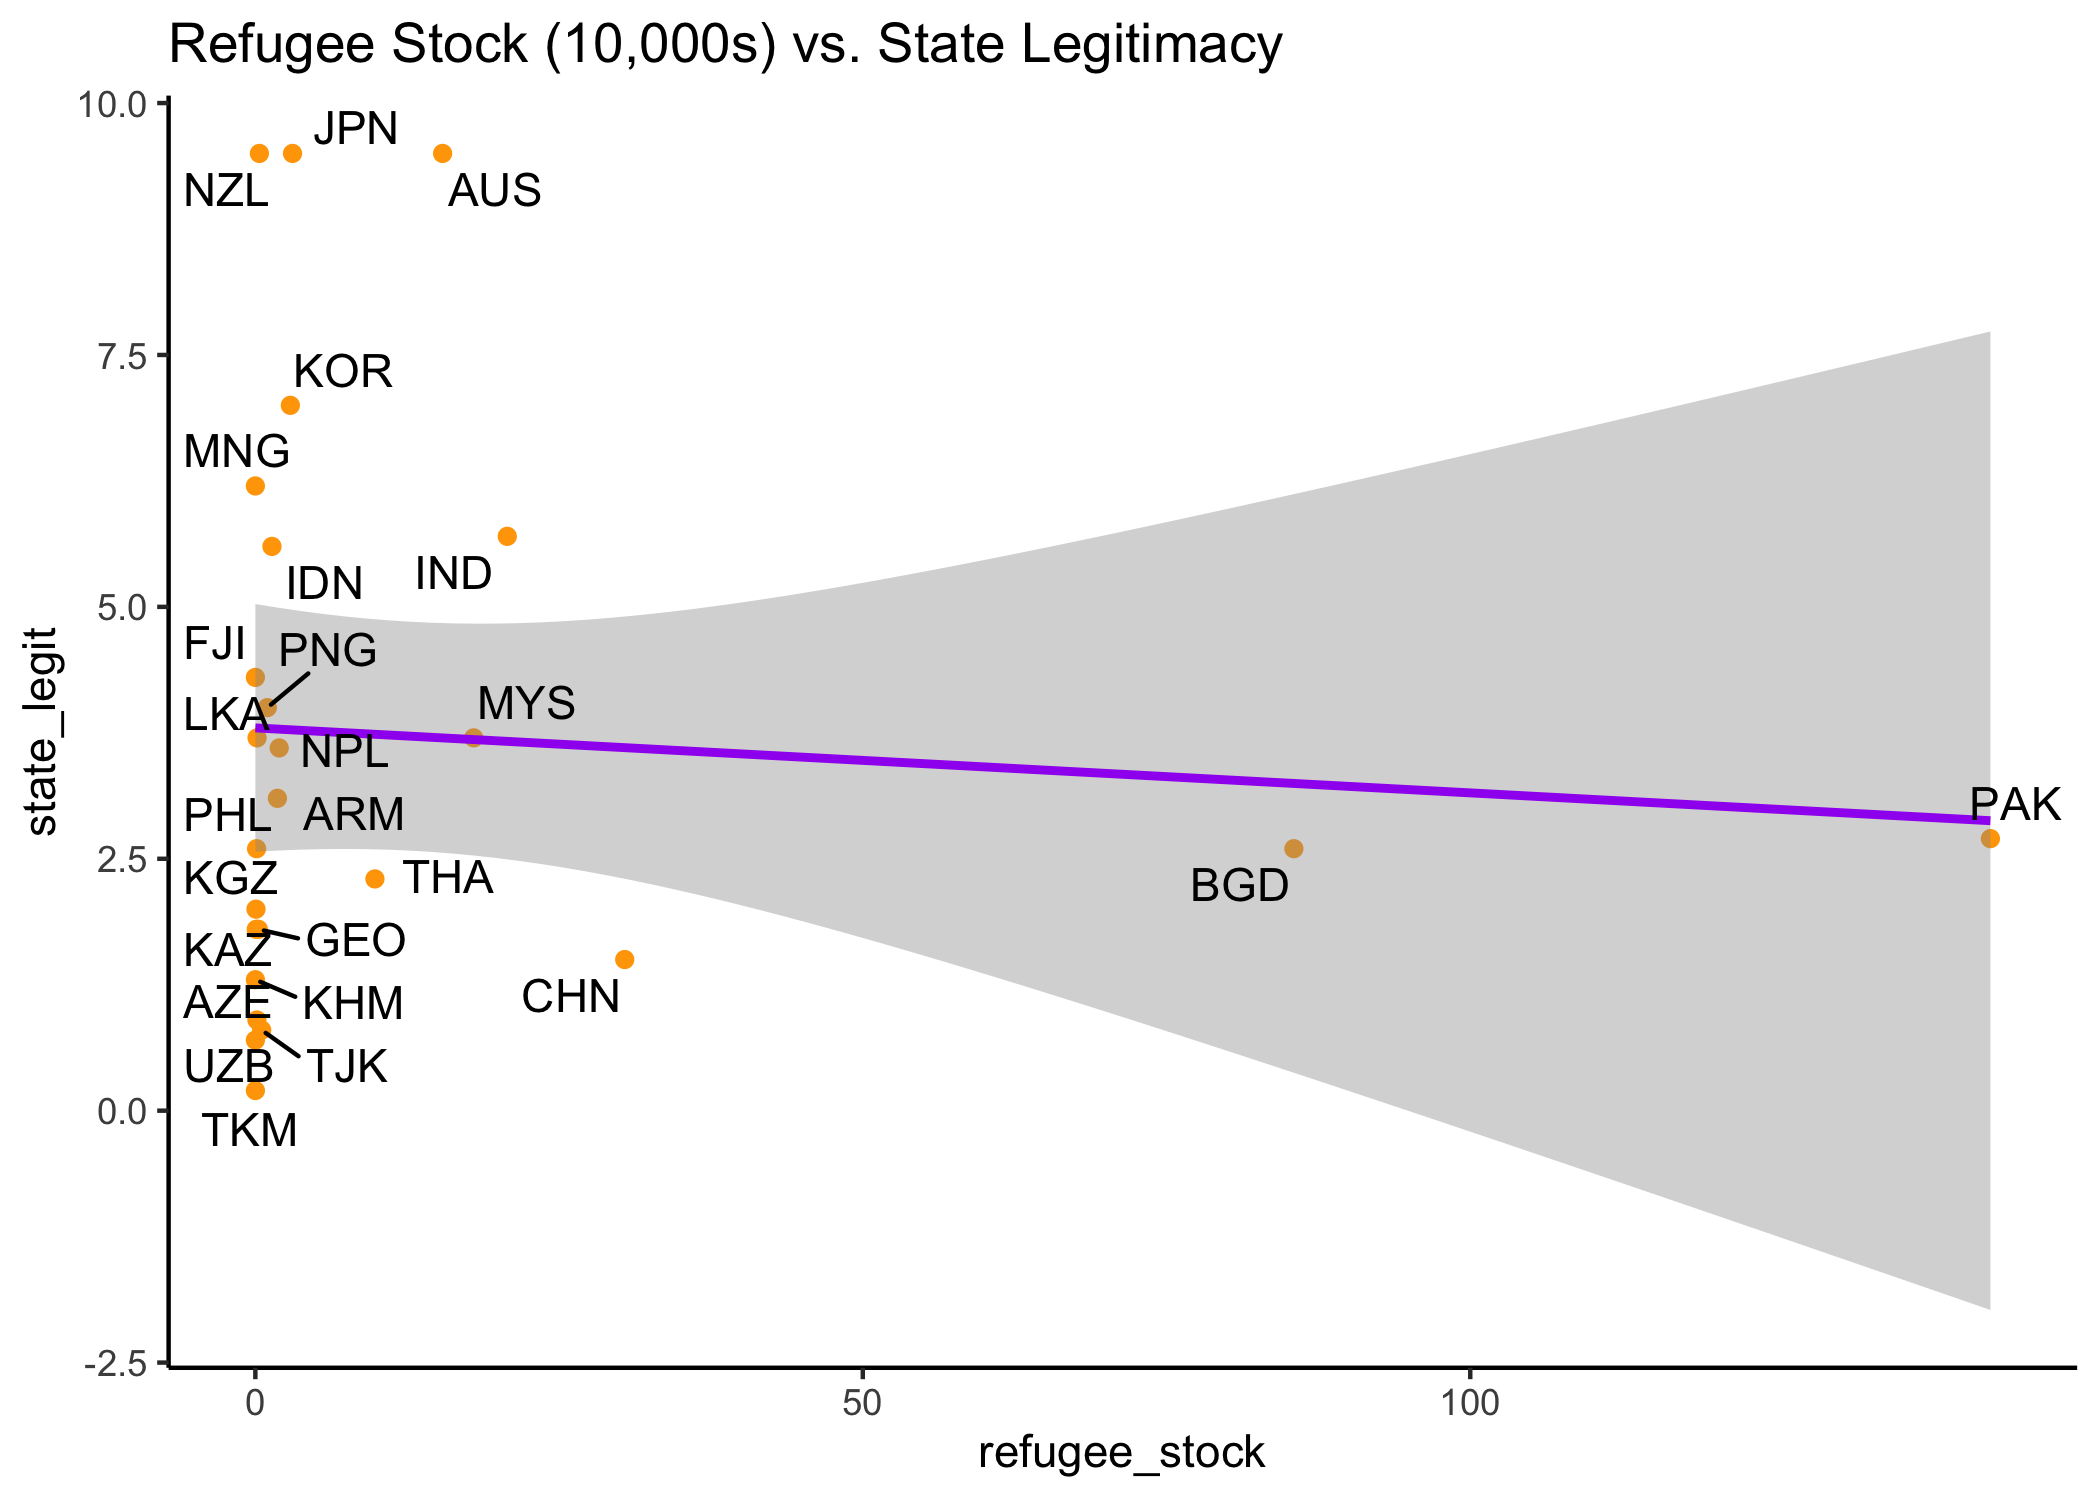 Refugee Stock (10,000s) vs. State Legitimacy
10.0
7.5
5.0
2.5
0.0
-2.5
state_legit
JPN
NZL
AUS
KOR
MNG
IND
IDN
FJI
PNG
LKA
MYS
NPL
PHL
ARM
PAK
KGZ
THA
BGD
KAZ
GEO
AZE
KHM
CHN
UZB
TJK
TKM
0
50
100
refugee_stock